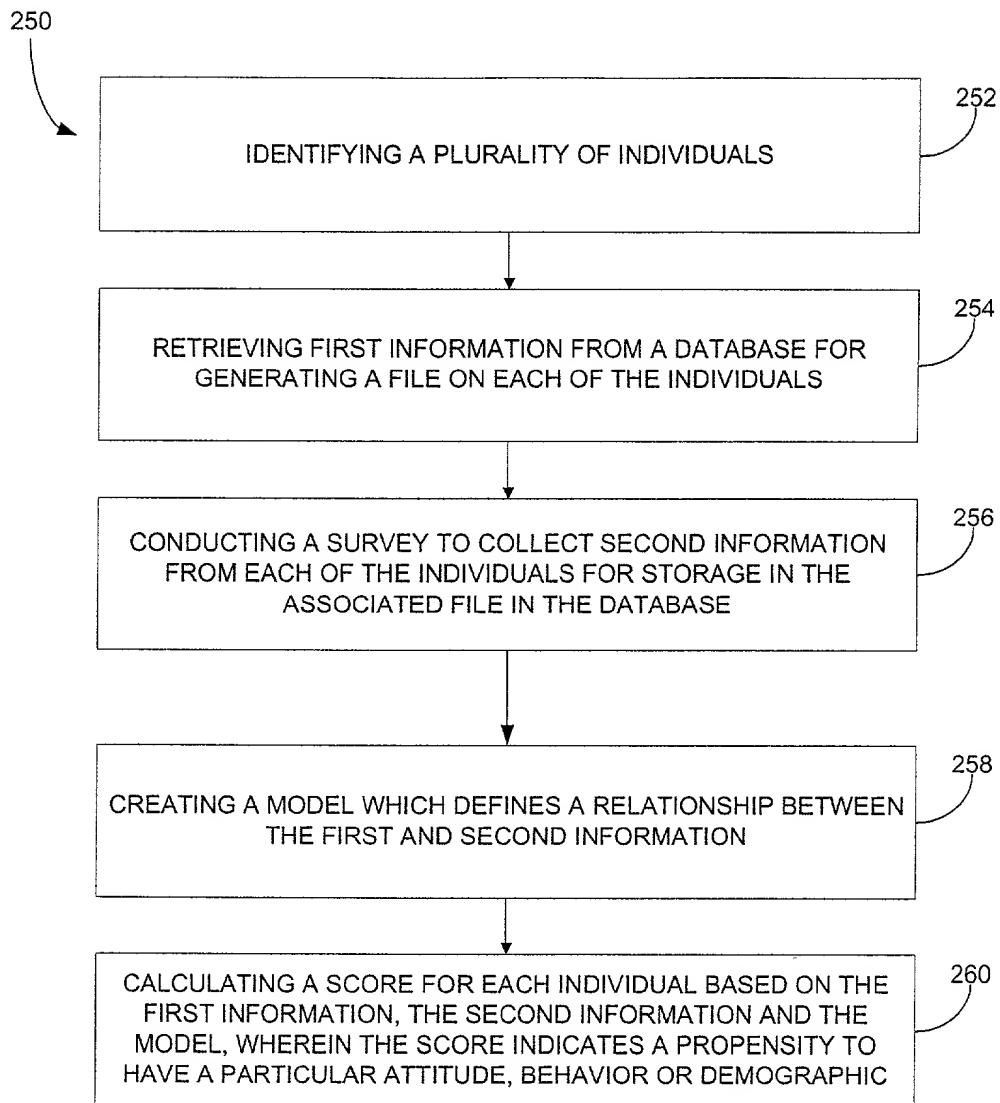 250
252
IDENTIFYING A PLURALITY OF INDIVIDUALS
254
RETRIEVING FIRST INFORMATION FROM A DATABASE FOR
GENERATING A FILE ON EACH OF THE INDIVIDUALS
256
CONDUCTING A SURVEY TO COLLECT SECOND INFORMATION
FROM EACH OF THE INDIVIDUALS FOR STORAGE IN THE
ASSOCIATED FILE IN THE DATABASE
258
CREATING A MODEL WHICH DEFINES A RELATIONSHIP BETWEEN
THE FIRST AND SECOND INFORMATION
260
CALCULATING A SCORE FOR EACH INDIVIDUAL BASED ON THE
FIRST INFORMATION, THE SECOND INFORMATION AND THE
MODEL, WHEREIN THE SCORE INDICATES A PROPENSITY TO
HAVE A PARTICULAR ATTITUDE, BEHAVIOR OR DEMOGRAPHIC